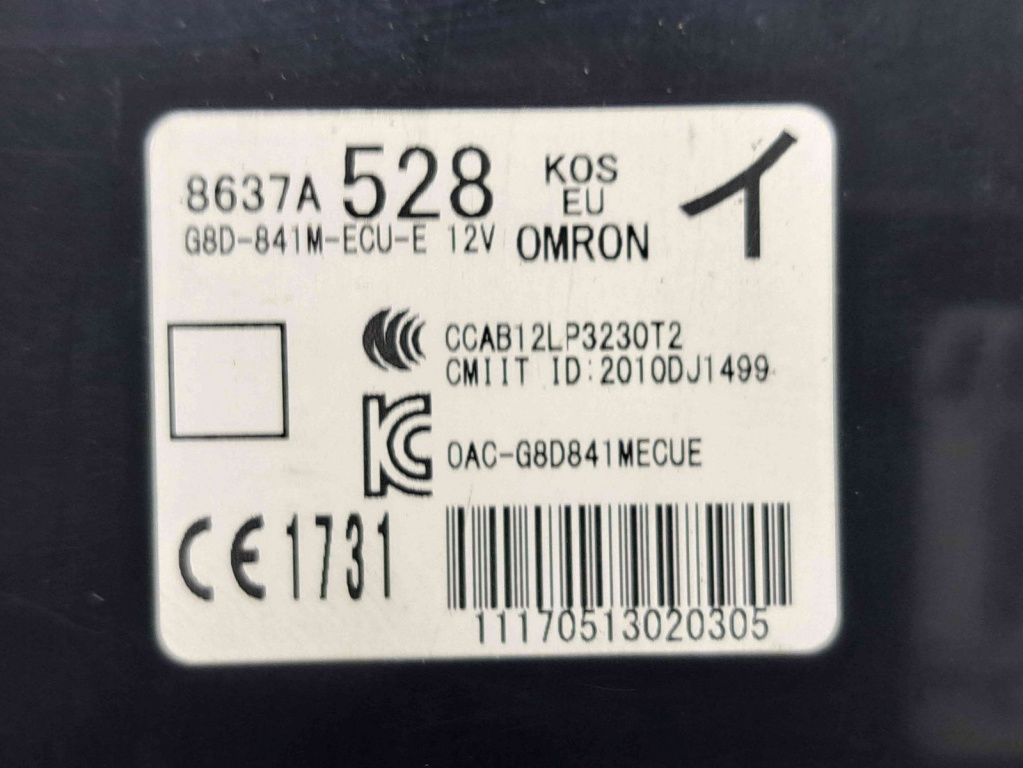 8637A 528 KOS EU イ
G8D-841M-ECU-E 12V OMRON
CCAB12LP3230T2
CMIIT ID:2010DJ1499
KC OAC-G8D841MECUE
CE 1731
11170513020305